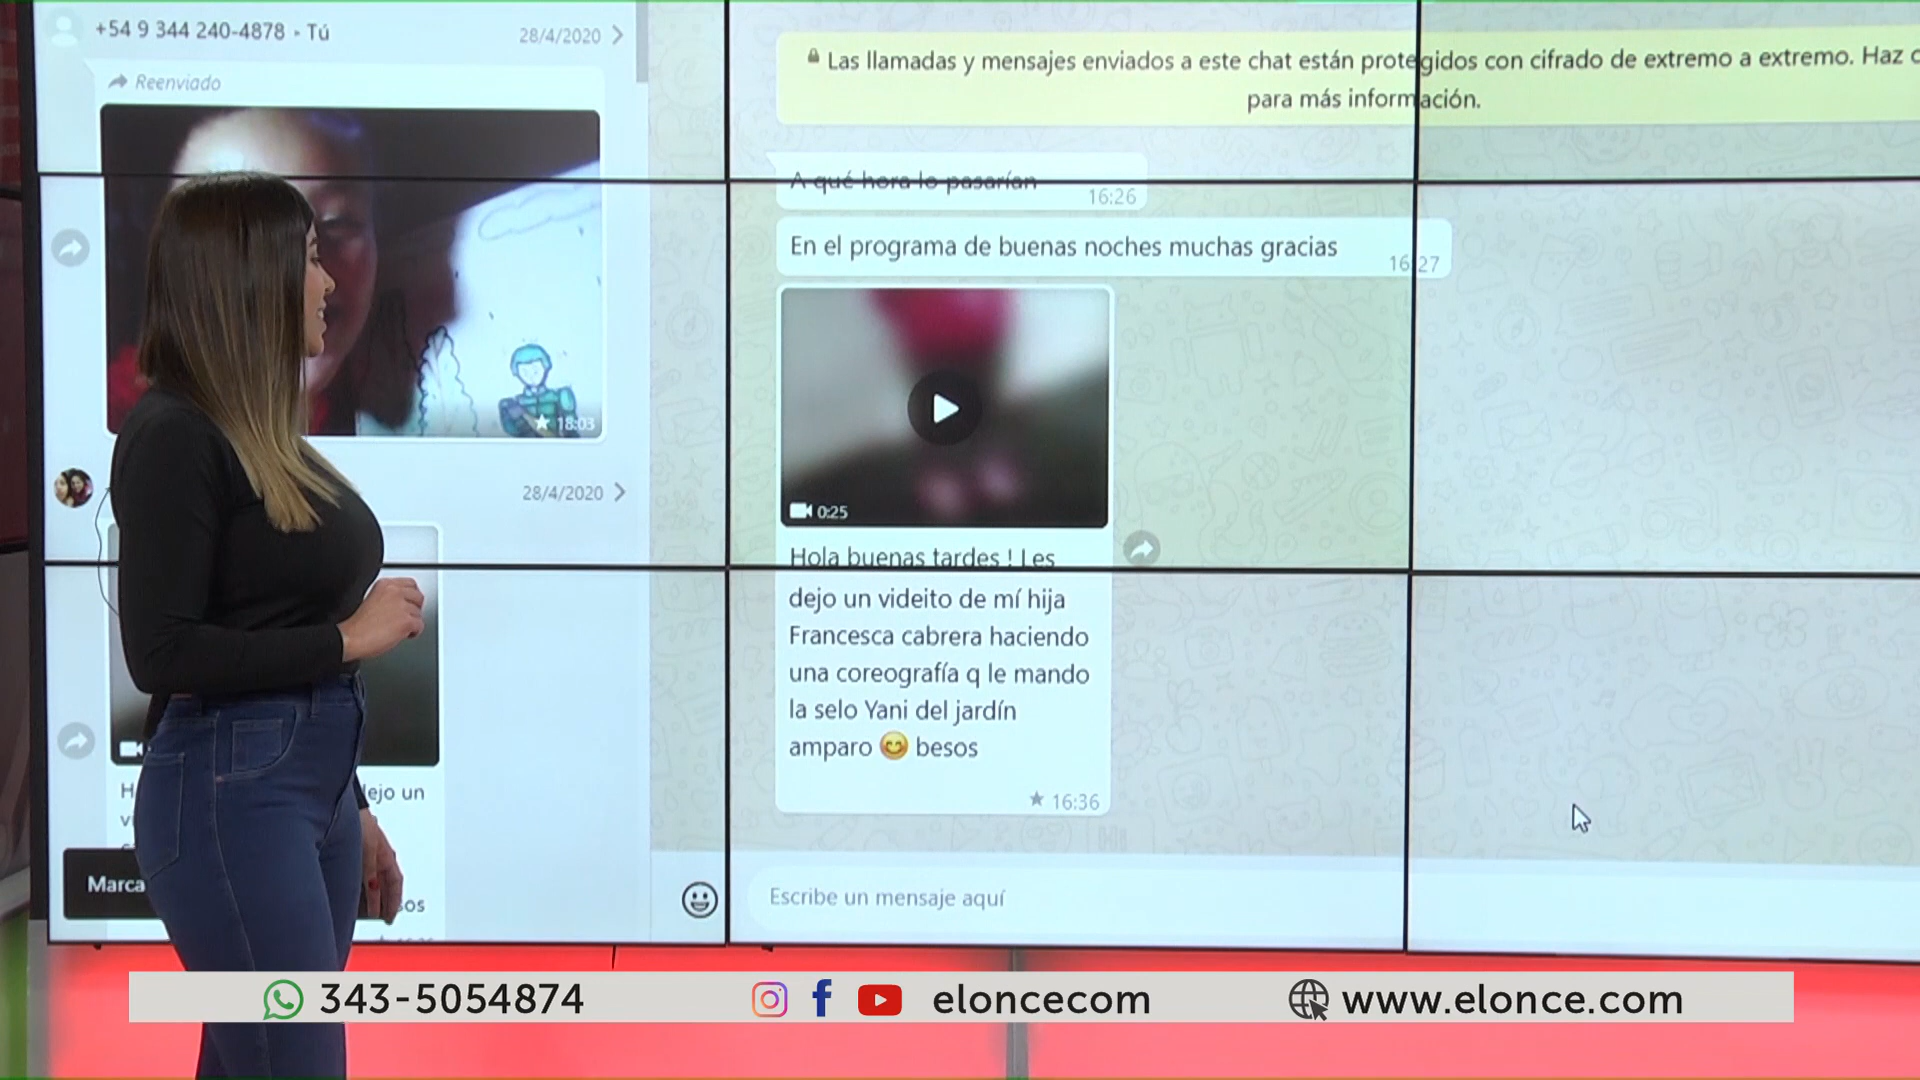 +54 9 344 240-4878 • Tú
28/4/2020
Reenviado
18:03
28/4/2020
lejo un
Marca
sos
Las llamadas y mensajes enviados a este chat están protegidos con cifrado de extremo a extremo. Haz
para más información.
A qué hora lo pasarían
16:26
En el programa de buenas noches muchas gracias
16:27
0:25
Hola buenas tardes ! Les
dejo un videito de mí hija
Francesca cabrera haciendo
una coreografía q le mando
la selo Yani del jardín
amparo 😊 besos
16:36
Escribe un mensaje aquí
343-5054874
eloncecom
www.elonce.com